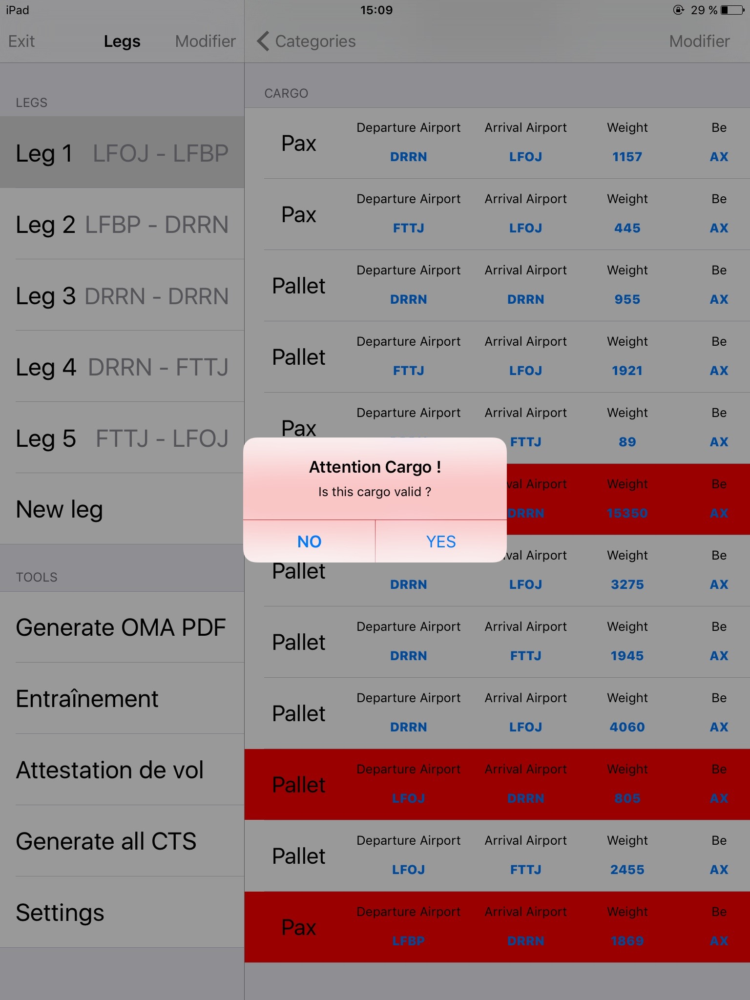 iPad
15:09
29 %
Exit
Legs
Modifier
Categories
Modifier
LEGS
Leg 1 LFOJ - LFBP
Leg 2 LFBP - DRRN
Leg 3 DRRN - DRRN
Leg 4 DRRN - FTTJ
Leg 5 FTTJ - LFOJ
New leg
TOOLS
Generate OMA PDF
Entraînement
Attestation de vol
Generate all CTS
Settings
CARGO
Pax
Departure Airport Arrival Airport Weight Be
DRRN LFOJ 1157 AX
Pax
Departure Airport Arrival Airport Weight Be
FTTJ LFOJ 445 AX
Pallet
Departure Airport Arrival Airport Weight Be
DRRN DRRN 955 AX
Pallet
Departure Airport Arrival Airport Weight Be
FTTJ LFOJ 1921 AX
Pax
Departure Airport Arrival Airport Weight Be
FTTJ 89 AX
Attention Cargo !
Is this cargo valid ?
NO
YES
val Airport Weight Be
DRRN 15350 AX
Pallet
val Airport Weight Be
DRRN LFOJ 3275 AX
Pallet
Departure Airport Arrival Airport Weight Be
DRRN FTTJ 1945 AX
Pallet
Departure Airport Arrival Airport Weight Be
DRRN LFOJ 4060 AX
Pallet
Departure Airport Arrival Airport Weight Be
LFOJ DRRN 805 AX
Pallet
Departure Airport Arrival Airport Weight Be
LFOJ FTTJ 2455 AX
Pax
Departure Airport Arrival Airport Weight Be
LFBP DRRN 1869 AX